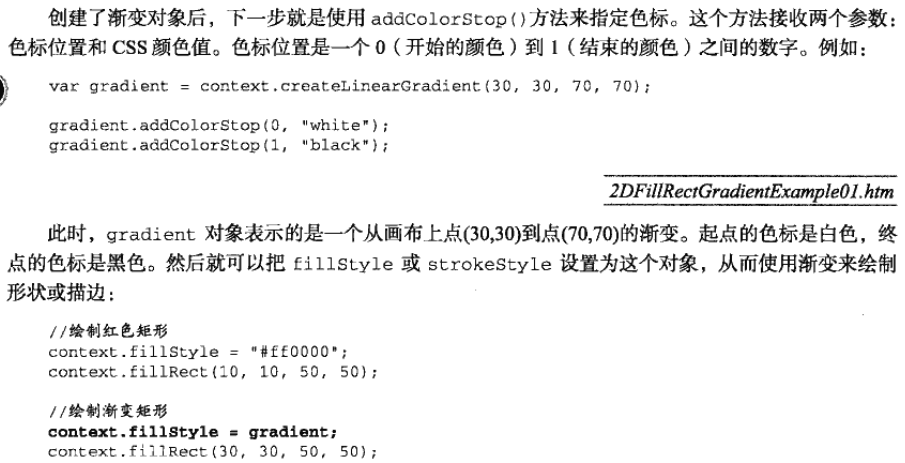 创建了渐变对象后，下一步就是使用 addColorStop()方法来指定色标。这个方法接收两个参数：
色标位置和 CSS 颜色值。色标位置是一个 0（开始的颜色）到 1（结束的颜色）之间的数字。例如：
var gradient = context.createLinearGradient(30, 30, 70, 70);
gradient.addColorStop(0, "white");
gradient.addColorStop(1, "black");
2DFillRectGradientExample01.htm
此时，gradient 对象表示的是一个从画布上点(30,30)到点(70,70)的渐变。起点的色标是白色，终
点的色标是黑色。然后就可以把 fillStyle 或 strokeStyle 设置为这个对象，从而使用渐变来绘制
形状或描边：
//绘制红色矩形
context.fillStyle = "#ff0000";
context.fillRect(10, 10, 50, 50);
//绘制渐变矩形
context.fillStyle = gradient;
context.fillRect(30, 30, 50, 50);